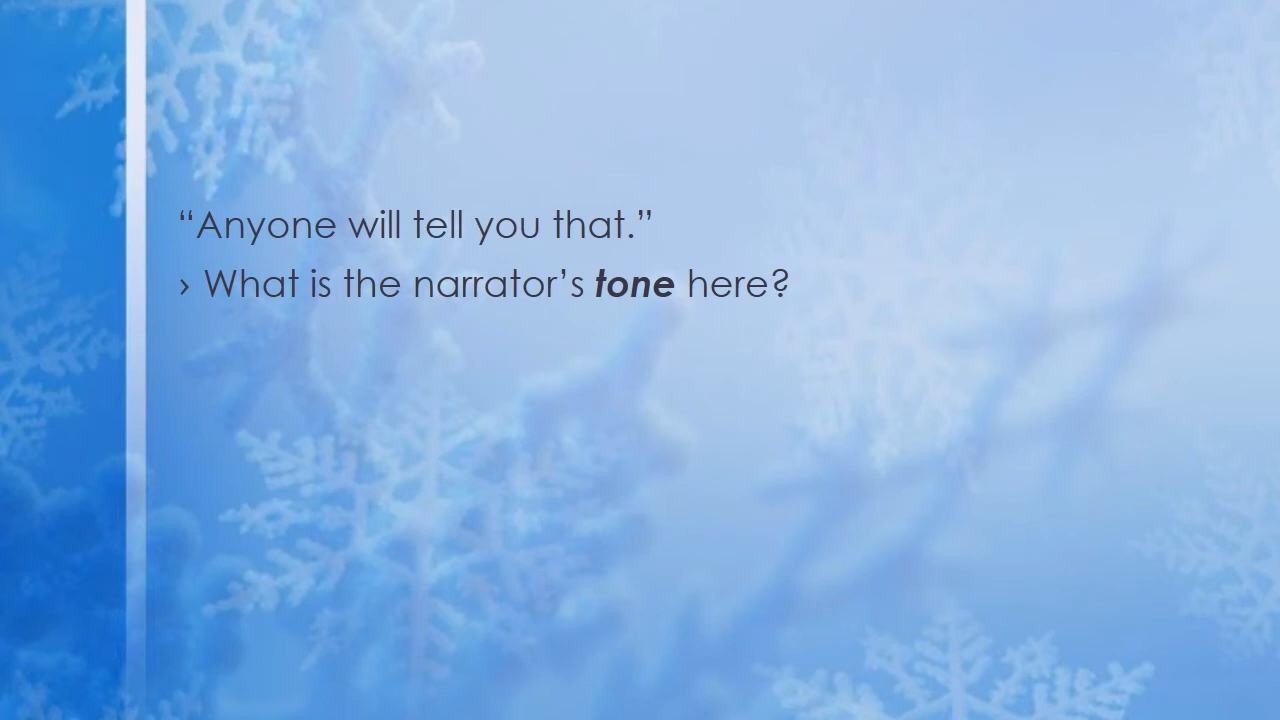 “Anyone will tell you that.”
› What is the narrator’s tone here?